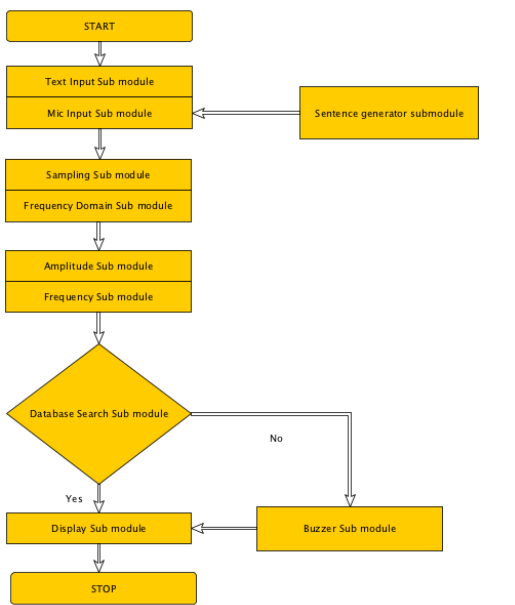 START
Text Input Sub module
Mic Input Sub module
Sentence generator submodule
Sampling Sub module
Frequency Domain Sub module
Amplitude Sub module
Frequency Sub module
Database Search Sub module
No
Yes
Display Sub module
Buzzer Sub module
STOP